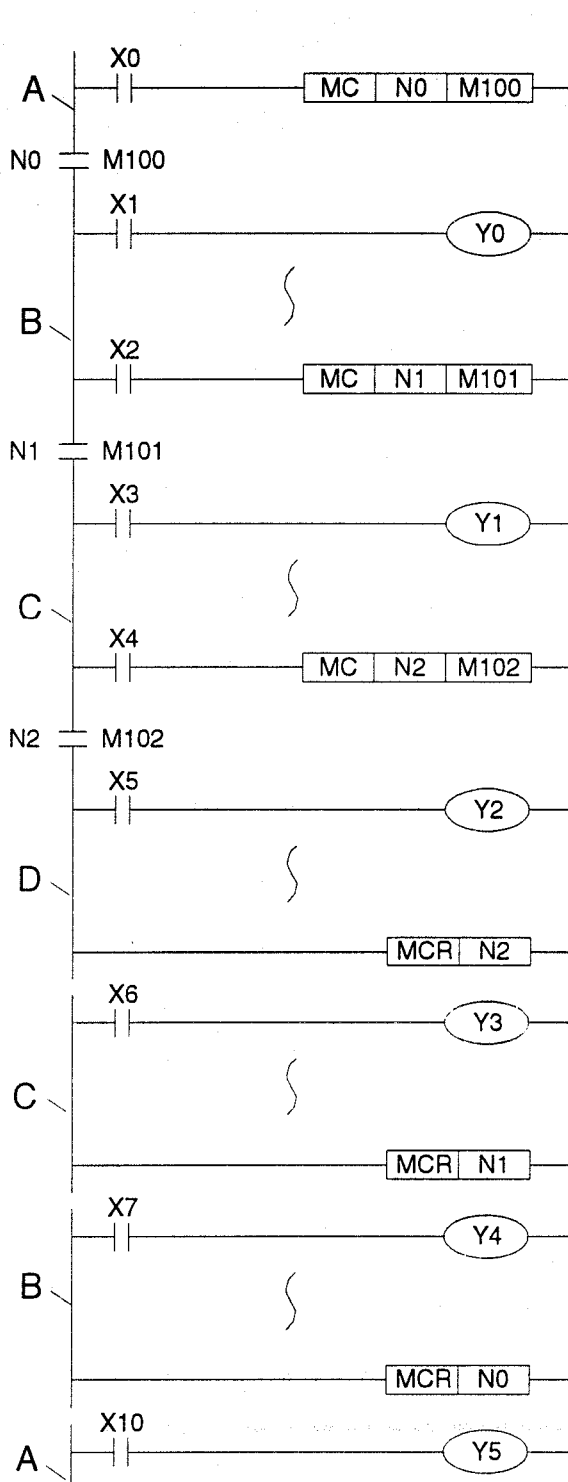 X0
A MC N0 M100
N0 M100
X1
Y0
B
X2
MC N1 M101
N1 M101
X3
Y1
C
X4
MC N2 M102
N2 M102
X5
Y2
D
MCR N2
X6
Y3
C
MCR N1
X7
Y4
B
MCR N0
X10
Y5
A